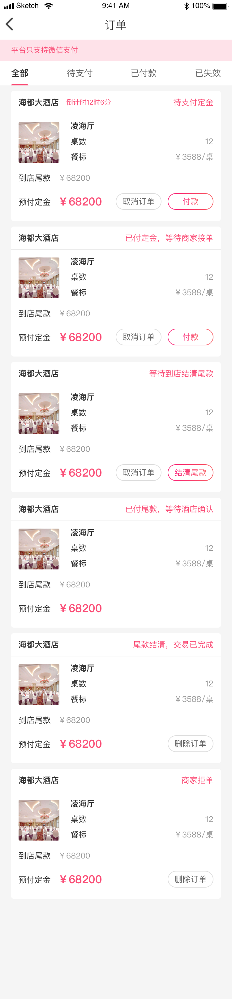 Sketch 9:41 AM 100%
订单
平台只支持微信支付
全部 待支付 已付款 已失效
海都大酒店 倒计时12时6分 待支付定金
凌海厅
桌数 12
餐标 ¥3588/桌
到店尾款 ¥68200
预付定金 ¥68200 取消订单 付款
海都大酒店 已付定金，等待商家接单
凌海厅
桌数 12
餐标 ¥3588/桌
到店尾款 ¥68200
预付定金 ¥68200 取消订单 付款
海都大酒店 等待到店结清尾款
凌海厅
桌数 12
餐标 ¥3588/桌
到店尾款 ¥68200
预付定金 ¥68200 取消订单 结清尾款
海都大酒店 已付尾款，等待酒店确认
凌海厅
桌数 12
餐标 ¥3588/桌
到店尾款 ¥68200
预付定金 ¥68200
海都大酒店 尾款结清，交易已完成
凌海厅
桌数 12
餐标 ¥3588/桌
到店尾款 ¥68200
预付定金 ¥68200 删除订单
海都大酒店 商家拒单
凌海厅
桌数 12
餐标 ¥3588/桌
到店尾款 ¥68200
预付定金 ¥68200 删除订单